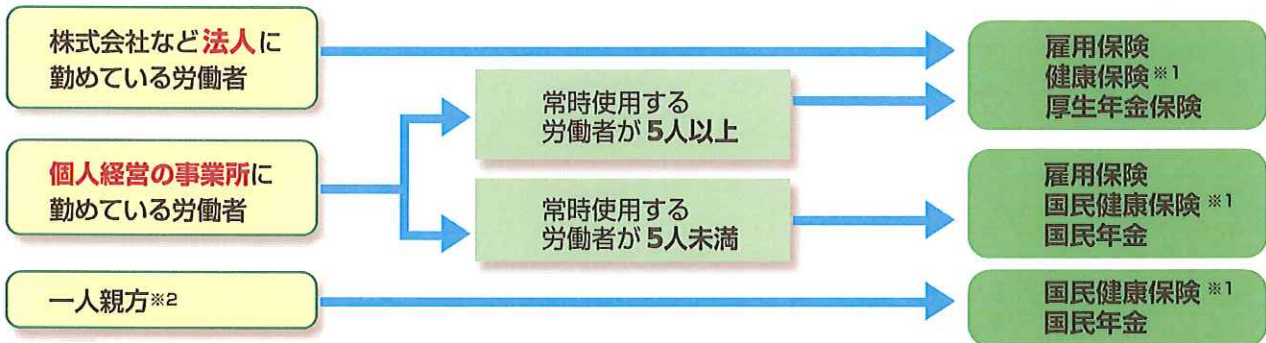 株式会社など法人に
勤めている労働者
個人経営の事業所に
勤めている労働者
一人親方※2
常時使用する
労働者が5人以上
常時使用する
労働者が5人未満
雇用保険
健康保険※1
厚生年金保険
雇用保険
国民健康保険※1
国民年金
国民健康保険※1
国民年金